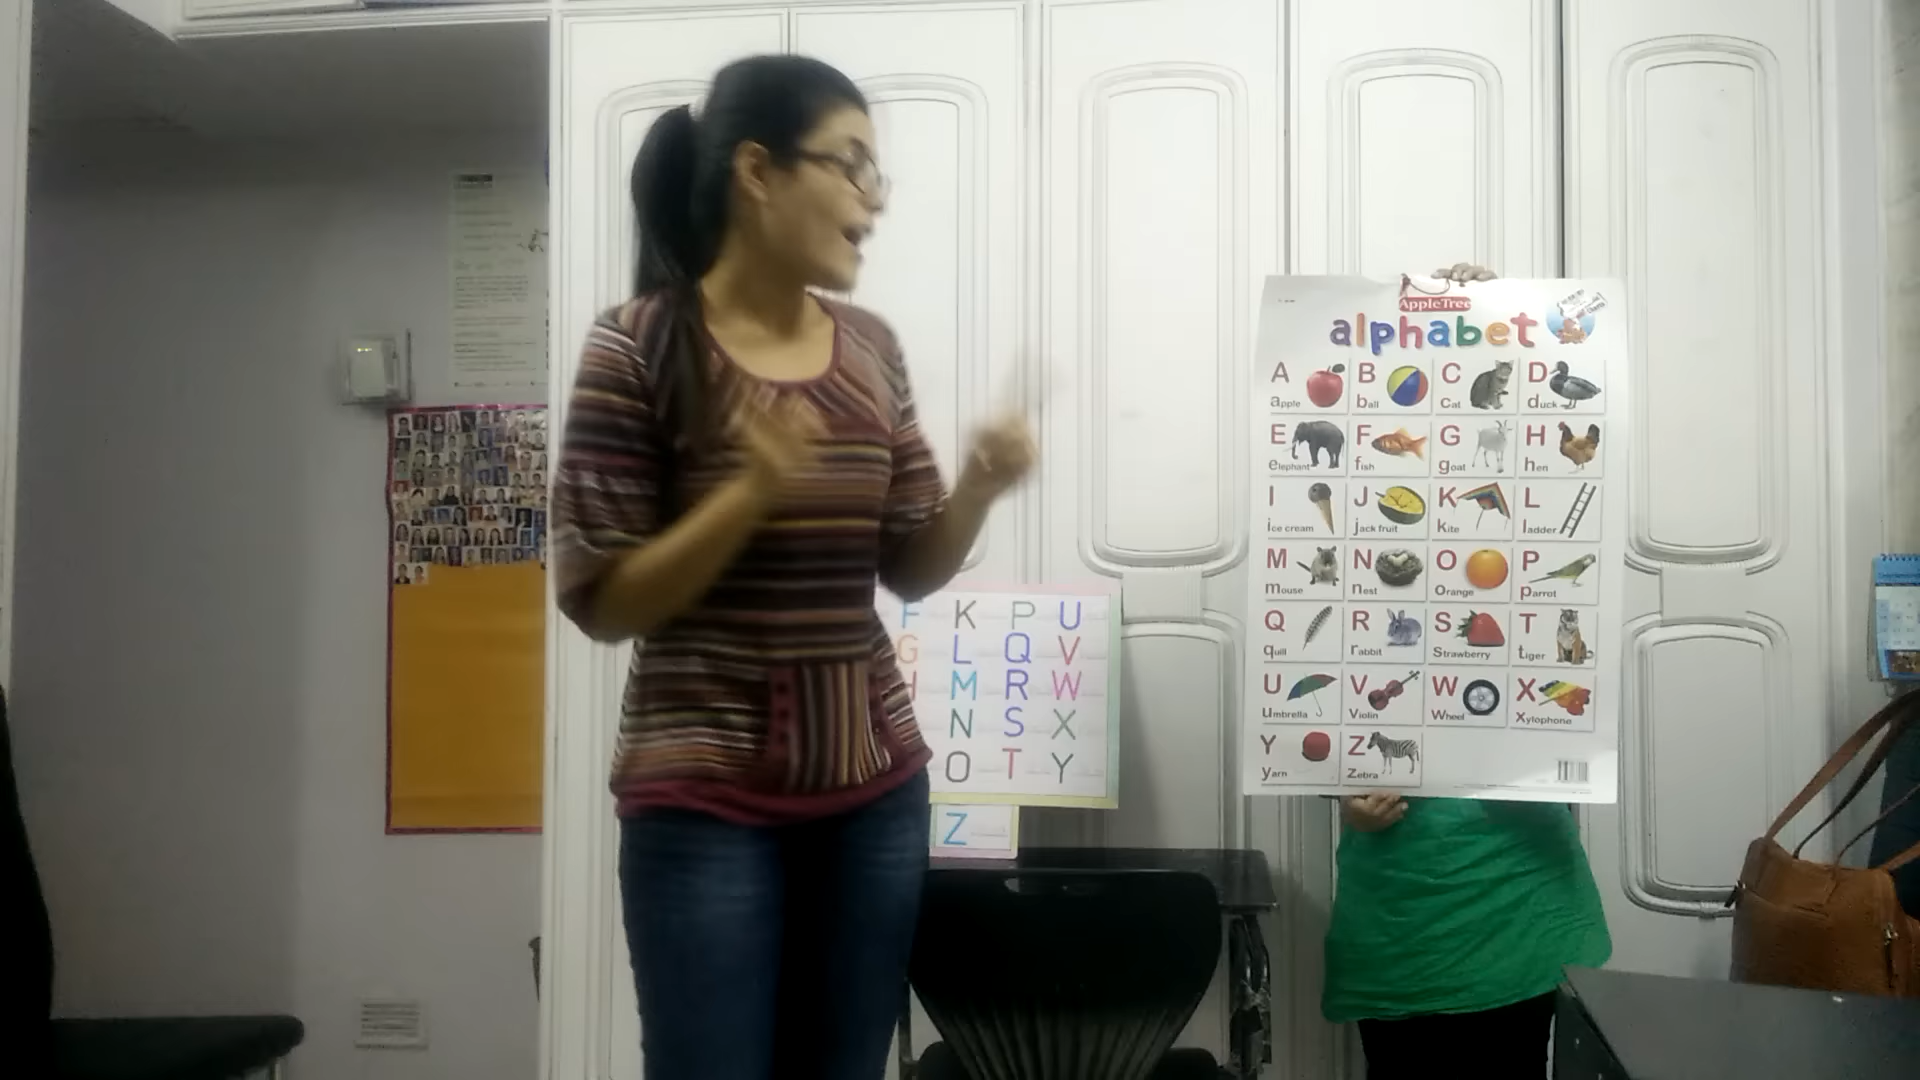 AppleTree
alphabet
A B C D
apple ball Cat duck
E F G H
elephant fish goat hen
I J K L
ice cream jack fruit kite ladder
M N O P
mouse nest Orange parrot
Q R S T
quill rabbit Strawberry tiger
U V W X
Umbrella Violin Wheel Xylophone
Y Z
yarn Zebra
F K P U
G L Q V
H M R W
N S X
O T Y
Z